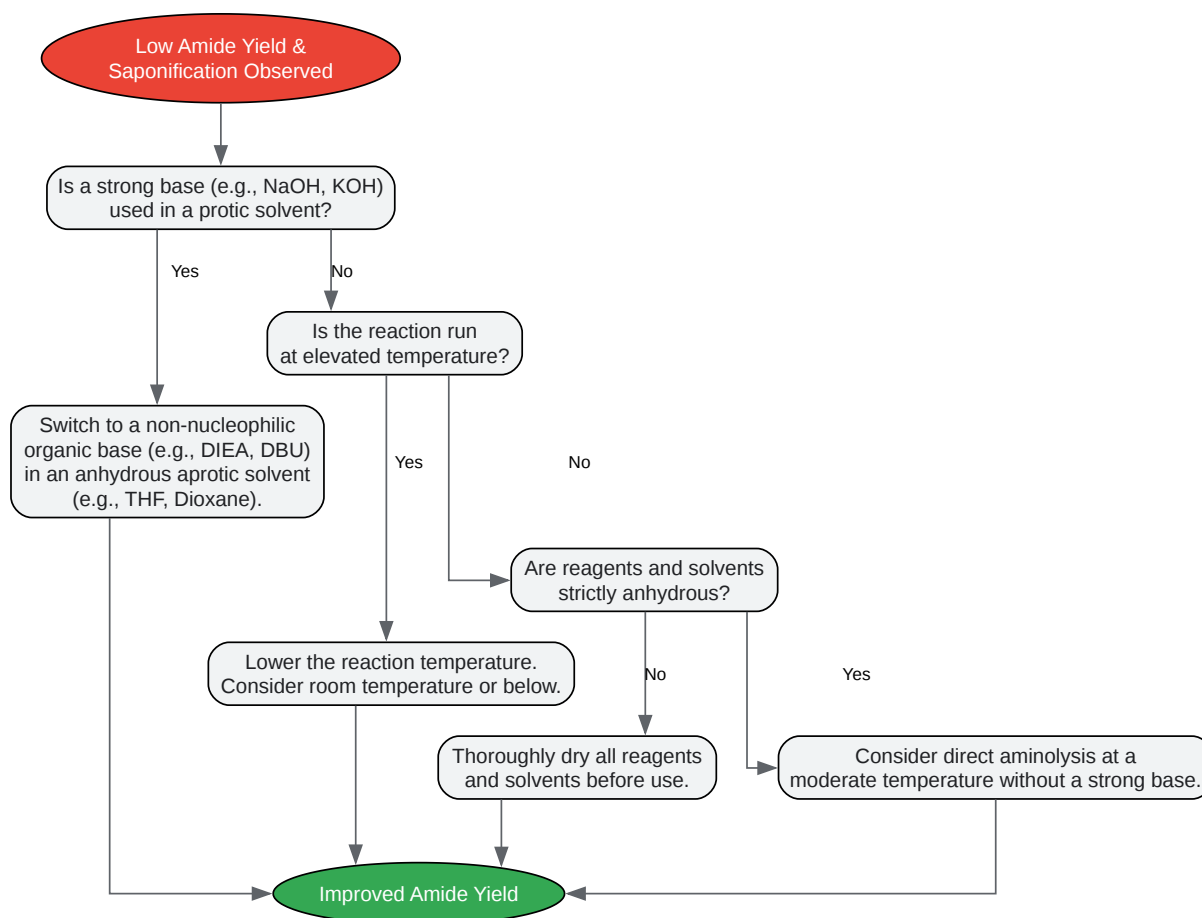 Low Amide Yield &
Saponification Observed
Is a strong base (e.g., NaOH, KOH)
used in a protic solvent?
Yes
No
Is the reaction run
at elevated temperature?
Switch to a non-nucleophilic
organic base (e.g., DIEA, DBU)
in an anhydrous aprotic solvent
(e.g., THF, Dioxane).
Yes
No
Are reagents and solvents
strictly anhydrous?
Lower the reaction temperature.
Consider room temperature or below.
No
Yes
Thoroughly dry all reagents
and solvents before use.
Consider direct aminolysis at a
moderate temperature without a strong base.
Improved Amide Yield